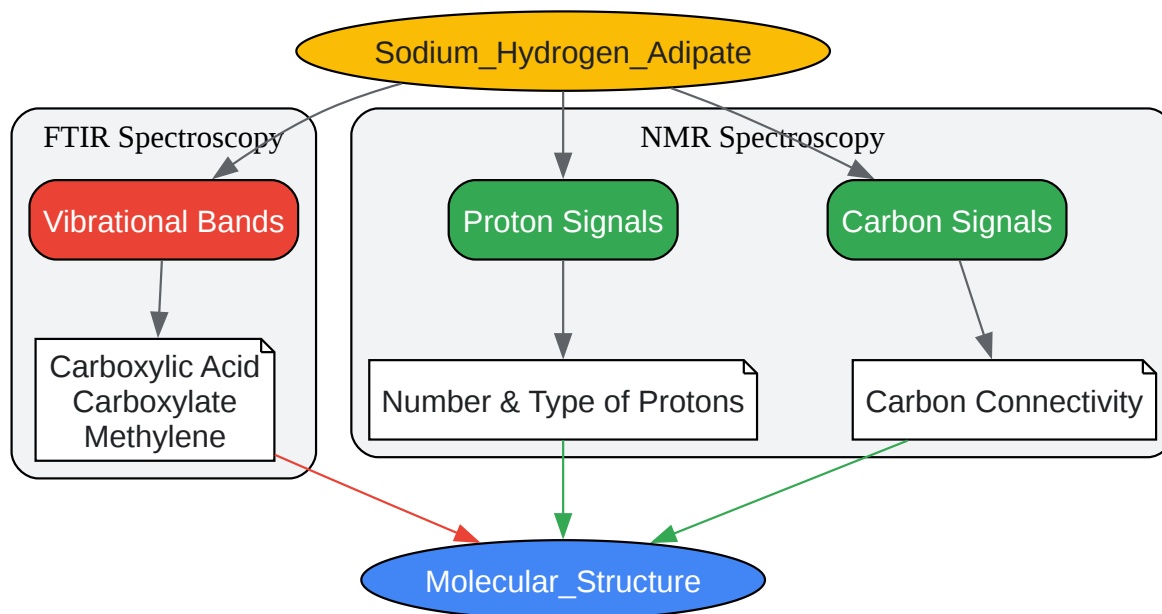 Sodium_Hydrogen_Adipate
FTIR Spectroscopy
NMR Spectroscopy
Vibrational Bands
Proton Signals
Carbon Signals
Carboxylic Acid
Carboxylate
Methylene
Number & Type of Protons
Carbon Connectivity
Molecular_Structure